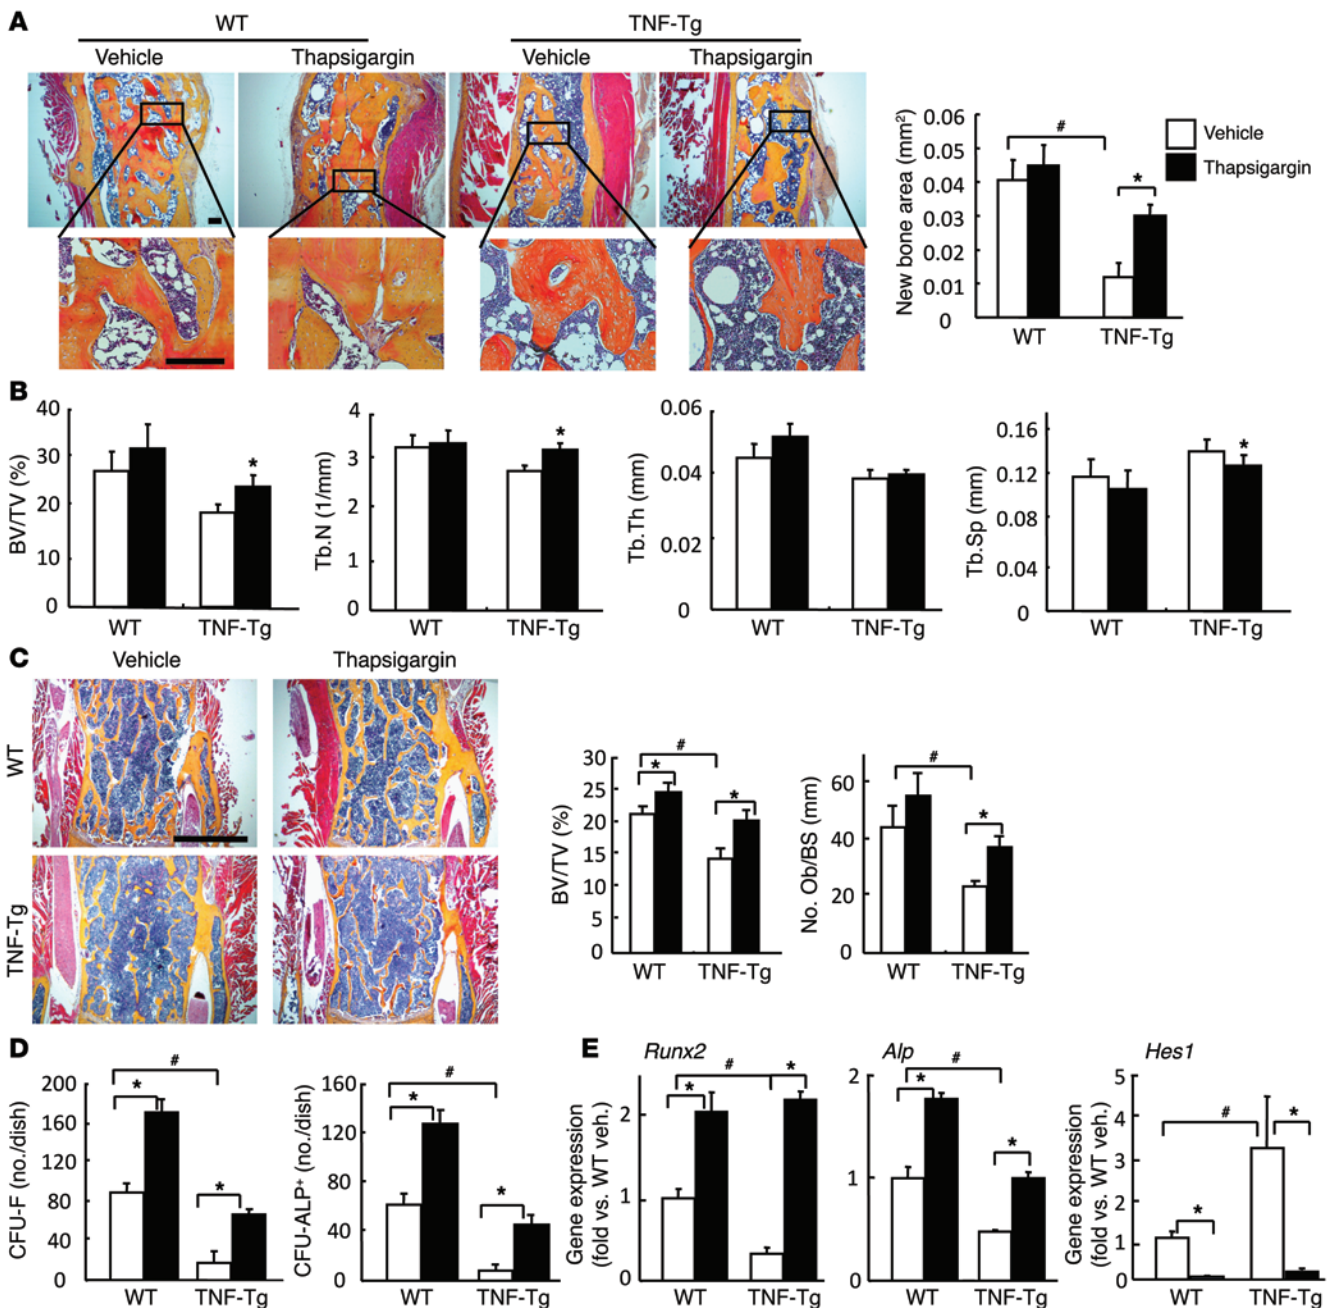 A
WT
TNF-Tg
Vehicle
Thapsigargin
Vehicle
Thapsigargin
New bone area (mm²)
0.06
0.05
0.04
0.03
0.02
0.01
0
#
*
Vehicle
Thapsigargin
WT
TNF-Tg
B
BV/TV (%)
40
30
20
10
0
*
WT
TNF-Tg
Tb.N (1/mm)
4
3
2
1
0
*
WT
TNF-Tg
Tb.Th (mm)
0.06
0.04
0.02
0
WT
TNF-Tg
Tb.Sp (mm)
0.16
0.12
0.08
0.04
0
*
WT
TNF-Tg
C
Vehicle
Thapsigargin
WT
TNF-Tg
BV/TV (%)
30
25
20
15
10
5
0
#
*
*
WT
TNF-Tg
No. Ob/BS (mm)
60
40
20
0
#
*
WT
TNF-Tg
D
CFU-F (no./dish)
200
160
120
80
40
0
#
*
*
WT
TNF-Tg
CFU-ALP⁺ (no./dish)
160
120
80
40
0
#
*
*
WT
TNF-Tg
E
Runx2
Gene expression
(fold vs. WT veh.)
2
1
0
#
*
*
WT
TNF-Tg
Alp
Gene expression
(fold vs. WT veh.)
2
1
0
#
*
*
WT
TNF-Tg
Hes1
Gene expression
(fold vs. WT veh.)
5
4
3
2
1
0
#
*
*
WT
TNF-Tg